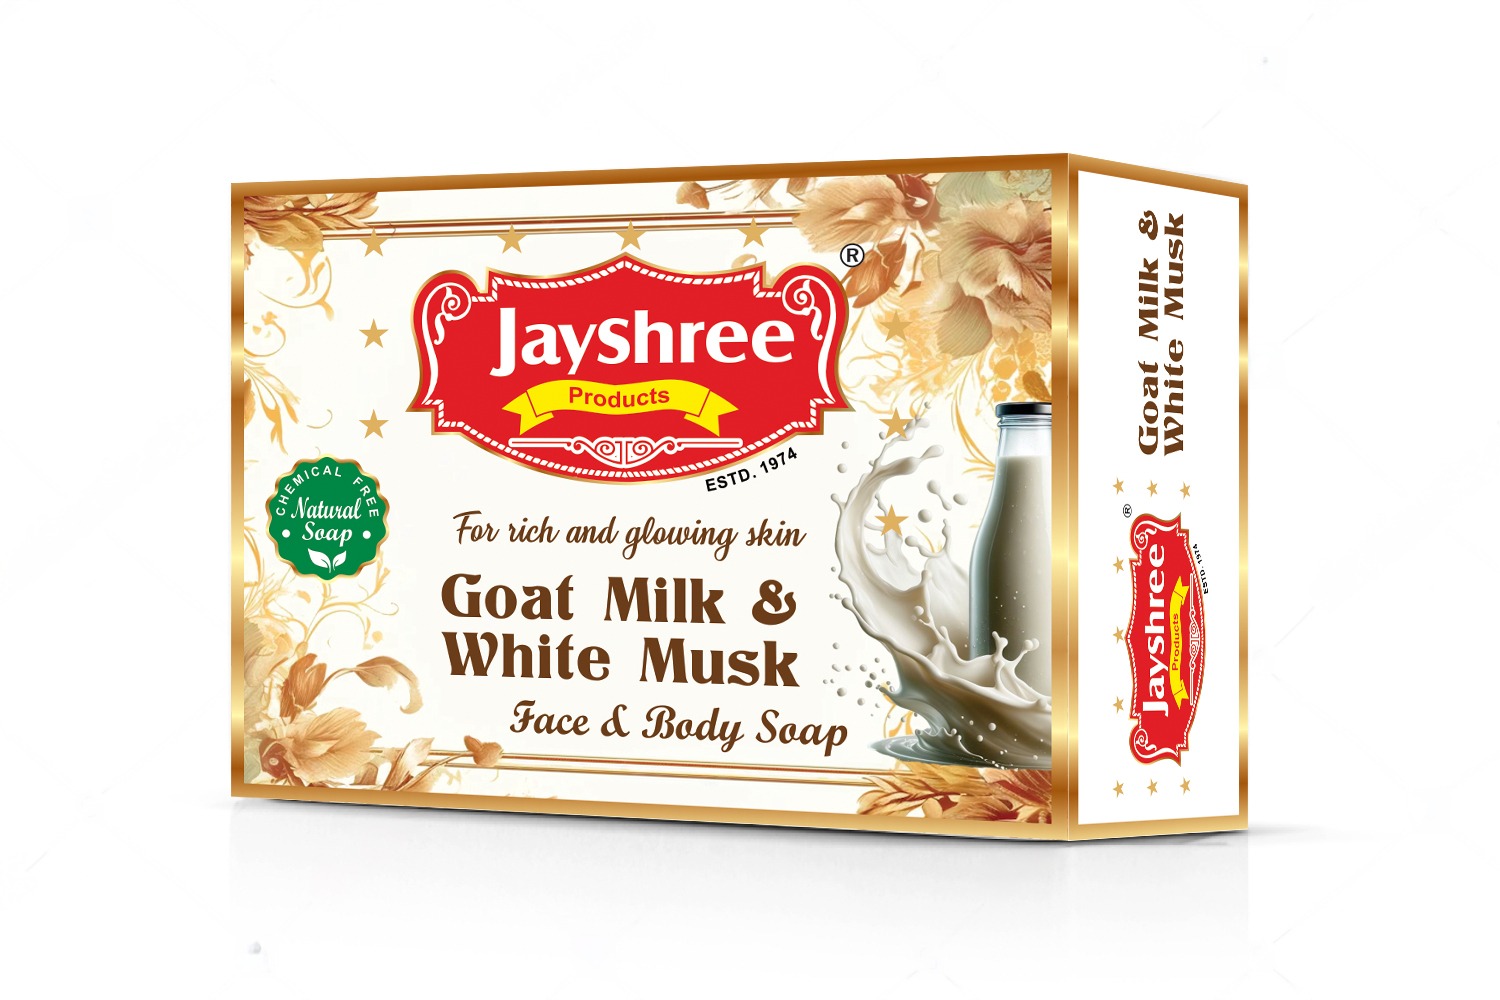 JayShree
®
Products
ESTD. 1974
CHEMICAL FREE
Natural
Soap
For rich and glowing skin
Goat Milk &
White Musk
Face & Body Soap
Goat Milk &
White Musk
®
JayShree
Products
ESTD. 1974